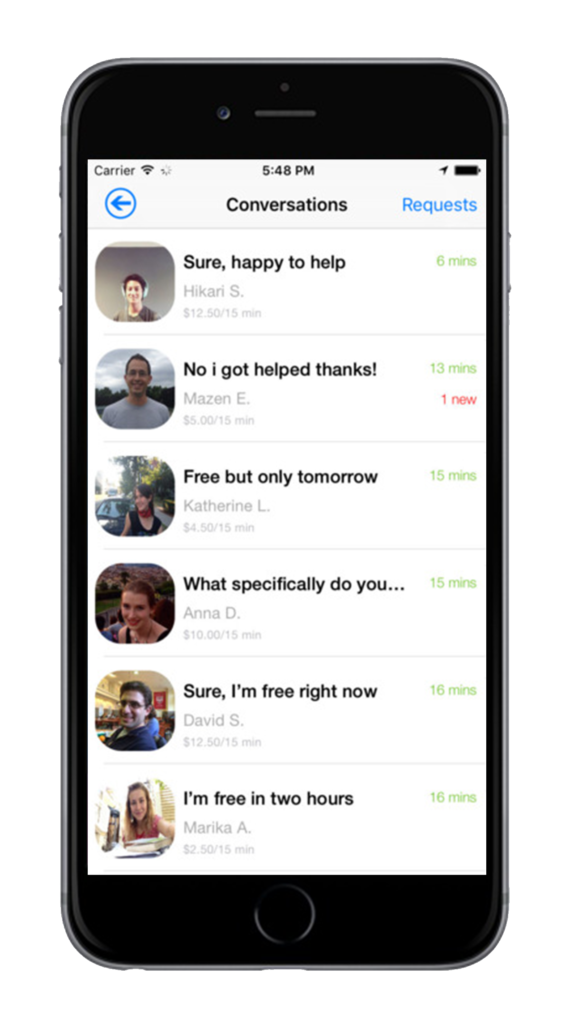 Carrier 5:48 PM
Conversations Requests
Sure, happy to help 6 mins
Hikari S.
$12.50/15 min
No i got helped thanks! 13 mins
Mazen E. 1 new
$5.00/15 min
Free but only tomorrow 15 mins
Katherine L.
$4.50/15 min
What specifically do you... 15 mins
Anna D.
$10.00/15 min
Sure, I’m free right now 16 mins
David S.
$12.50/15 min
I’m free in two hours 16 mins
Marika A.
$2.50/15 min